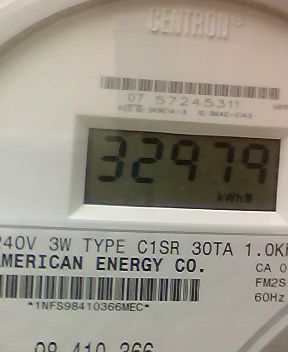 CENTRON®
07 57245311
32979
kWh
240V 3W TYPE C1SR 30TA 1.0K
AMERICAN ENERGY CO.
CA 0
FM2S
60Hz
*1NFS98410366MEC*
98 410 366